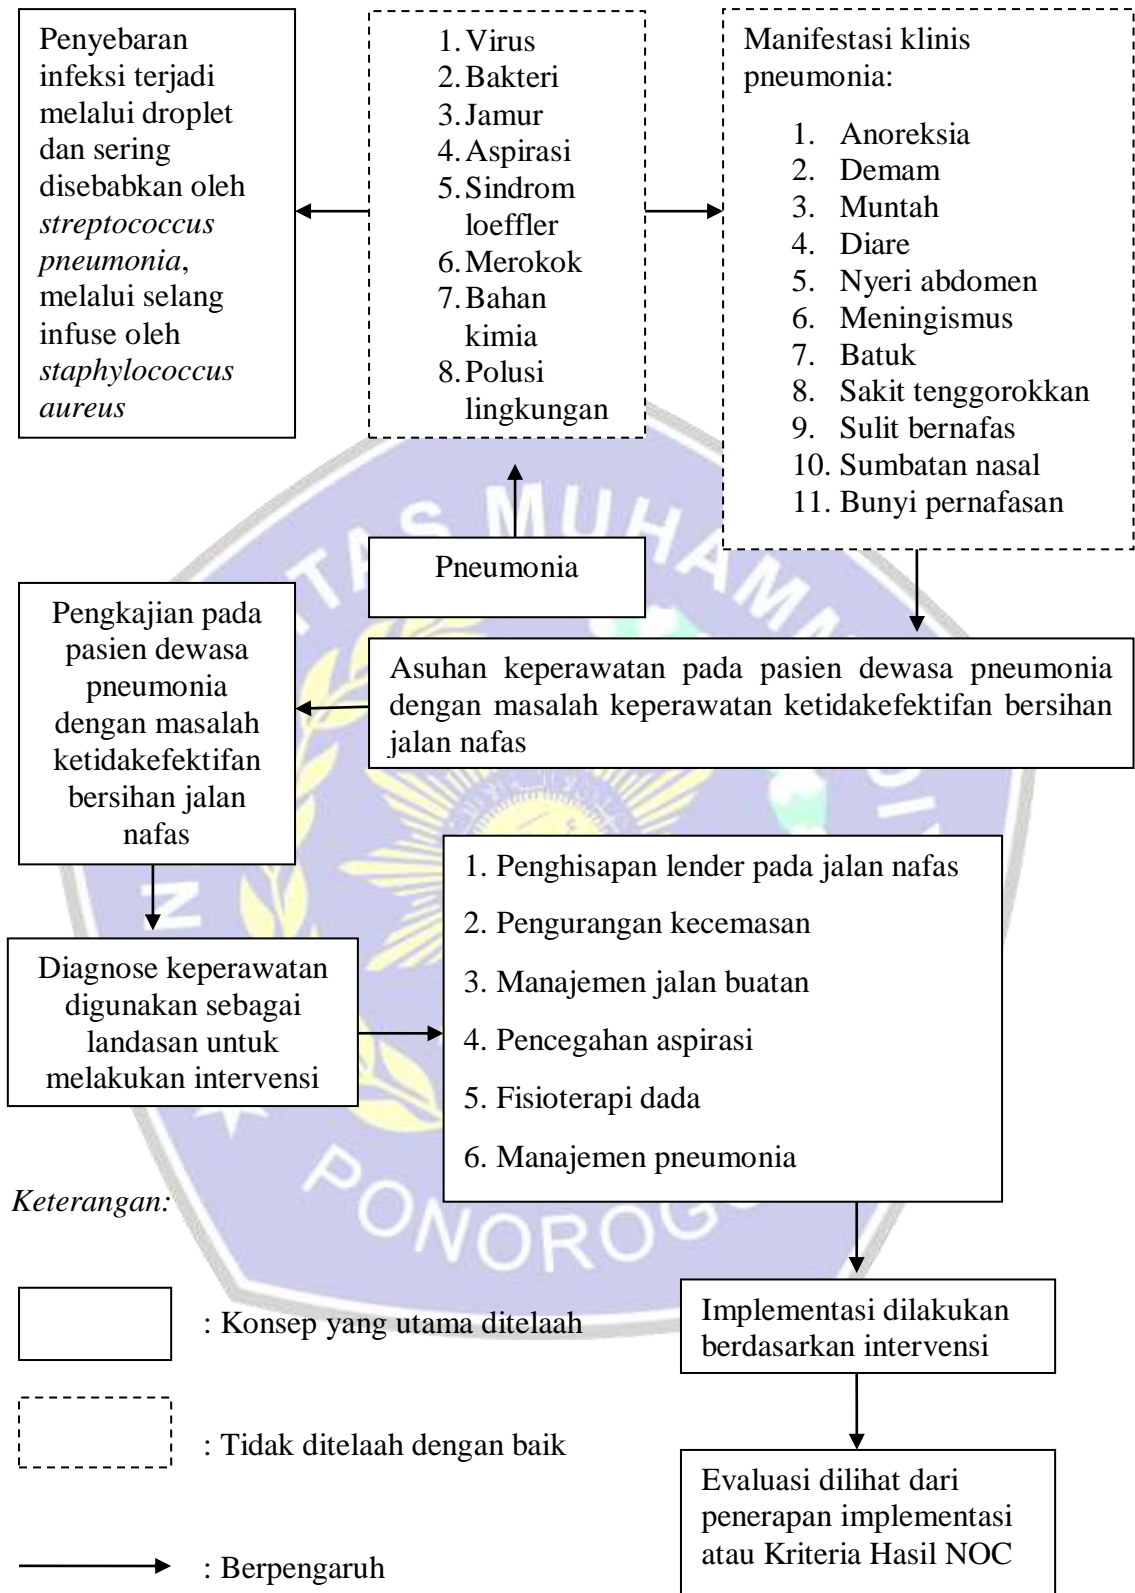 Penyebaran
infeksi terjadi
melalui droplet
dan sering
disebabkan oleh
streptococcus
pneumonia,
melalui selang
infuse oleh
staphylococcus
aureus
1. Virus
2. Bakteri
3. Jamur
4. Aspirasi
5. Sindrom
loeffler
6. Merokok
7. Bahan
kimia
8. Polusi
lingkungan
Manifestasi klinis
pneumonia:
1. Anoreksia
2. Demam
3. Muntah
4. Diare
5. Nyeri abdomen
6. Meningismus
7. Batuk
8. Sakit tenggorokkan
9. Sulit bernafas
10. Sumbatan nasal
11. Bunyi pernafasan
Pneumonia
Pengkajian pada
pasien dewasa
pneumonia
dengan masalah
ketidakefektifan
bersihan jalan
nafas
Asuhan keperawatan pada pasien dewasa pneumonia
dengan masalah keperawatan ketidakefektifan bersihan
jalan nafas
Diagnose keperawatan
digunakan sebagai
landasan untuk
melakukan intervensi
1. Penghisapan lender pada jalan nafas
2. Pengurangan kecemasan
3. Manajemen jalan buatan
4. Pencegahan aspirasi
5. Fisioterapi dada
6. Manajemen pneumonia
PONOROGO
Keterangan:
: Konsep yang utama ditelaah
: Tidak ditelaah dengan baik
: Berpengaruh
Implementasi dilakukan
berdasarkan intervensi
Evaluasi dilihat dari
penerapan implementasi
atau Kriteria Hasil NOC